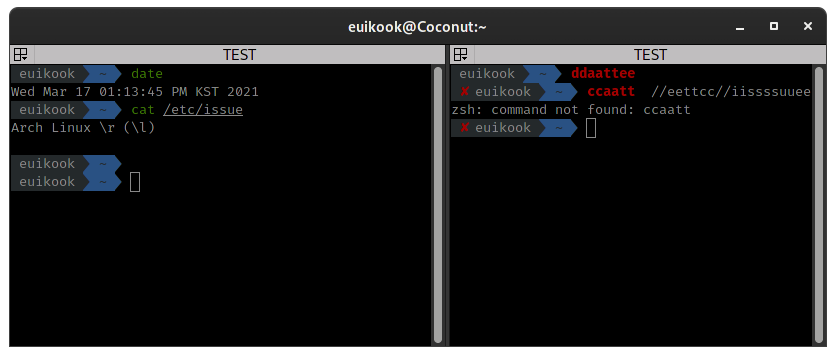 euikook@Coconut:~
TEST
euikook ~ date
Wed Mar 17 01:13:45 PM KST 2021
euikook ~ cat /etc/issue
Arch Linux \r (\l)
euikook ~
euikook ~
TEST
euikook ~ ddaattee
✘ euikook ~ ccaatt //eettcc//iissssuuee
zsh: command not found: ccaatt
✘ euikook ~